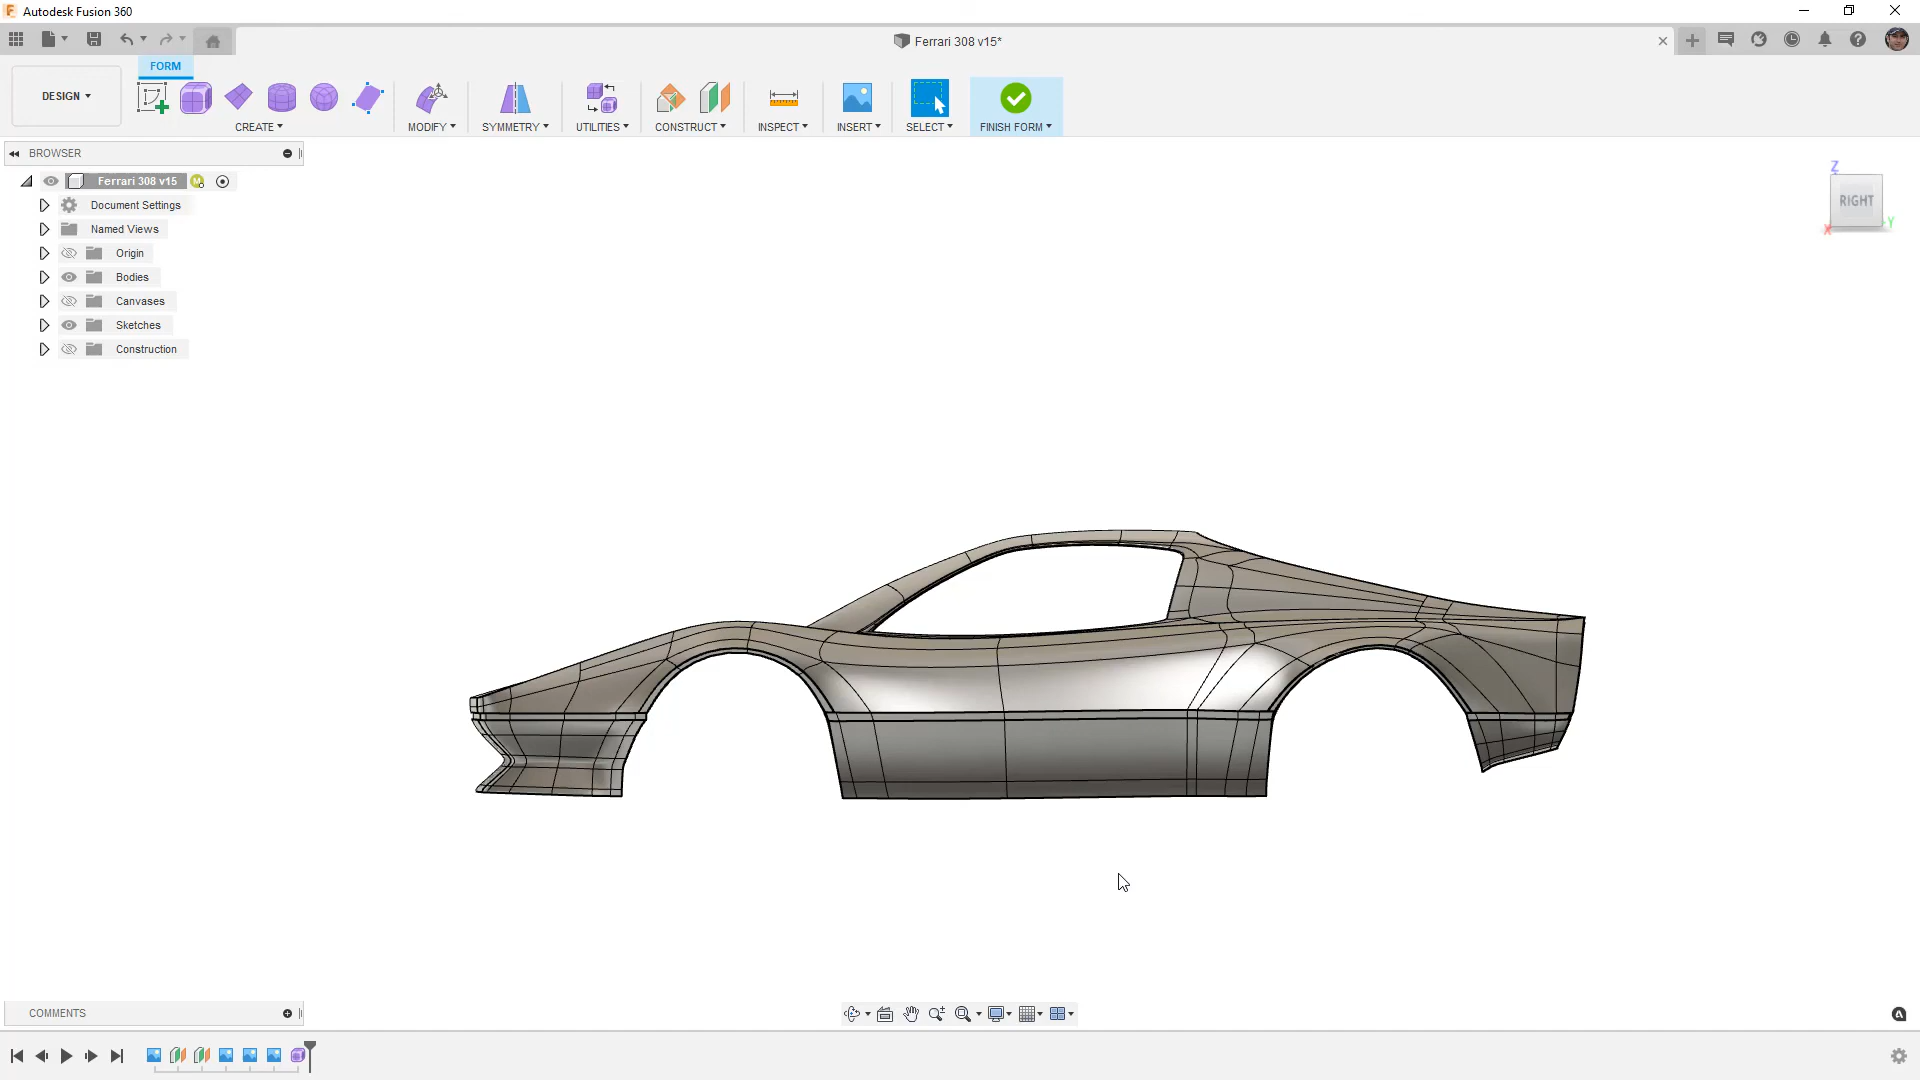 Autodesk Fusion 360
Ferrari 308 v15*
FORM
DESIGN
CREATE
MODIFY
SYMMETRY
UTILITIES
CONSTRUCT
INSPECT
INSERT
SELECT
FINISH FORM
BROWSER
Ferrari 308 v15
Document Settings
Named Views
Origin
Bodies
Canvases
Sketches
Construction
Z
RIGHT
X
Y
COMMENTS